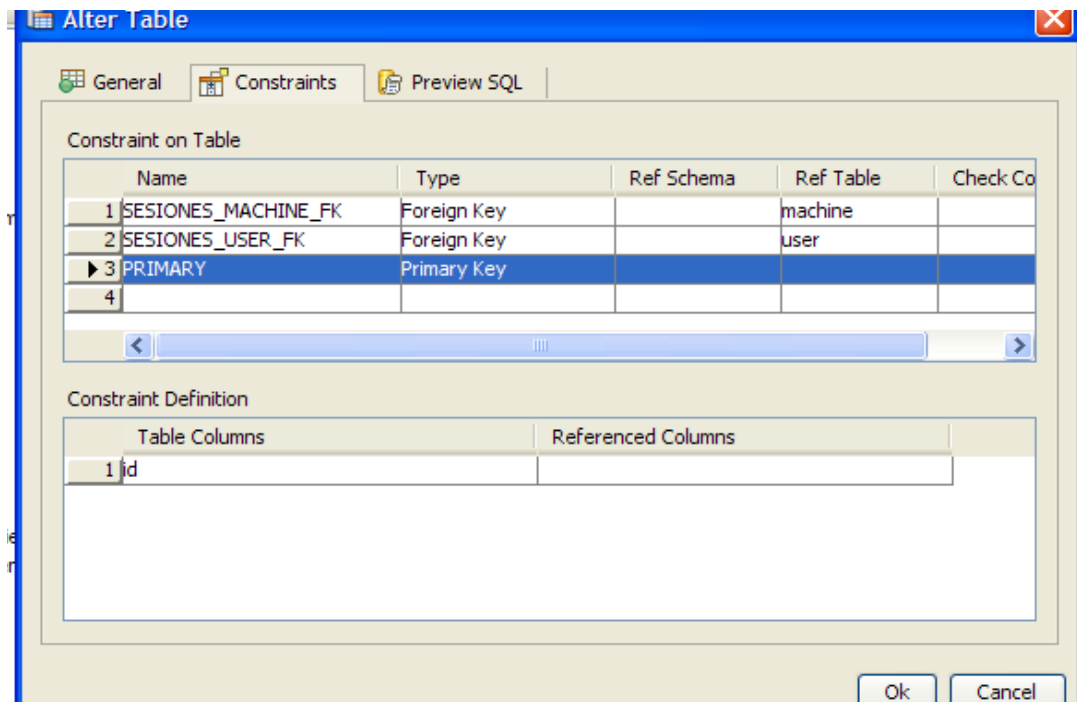 Alter Table
General Constraints Preview SQL
Constraint on Table
Name Type Ref Schema Ref Table Check Co
1 SESIONES_MACHINE_FK Foreign Key machine
2 SESIONES_USER_FK Foreign Key user
3 PRIMARY Primary Key
4
Constraint Definition
Table Columns Referenced Columns
1 id
Ok Cancel